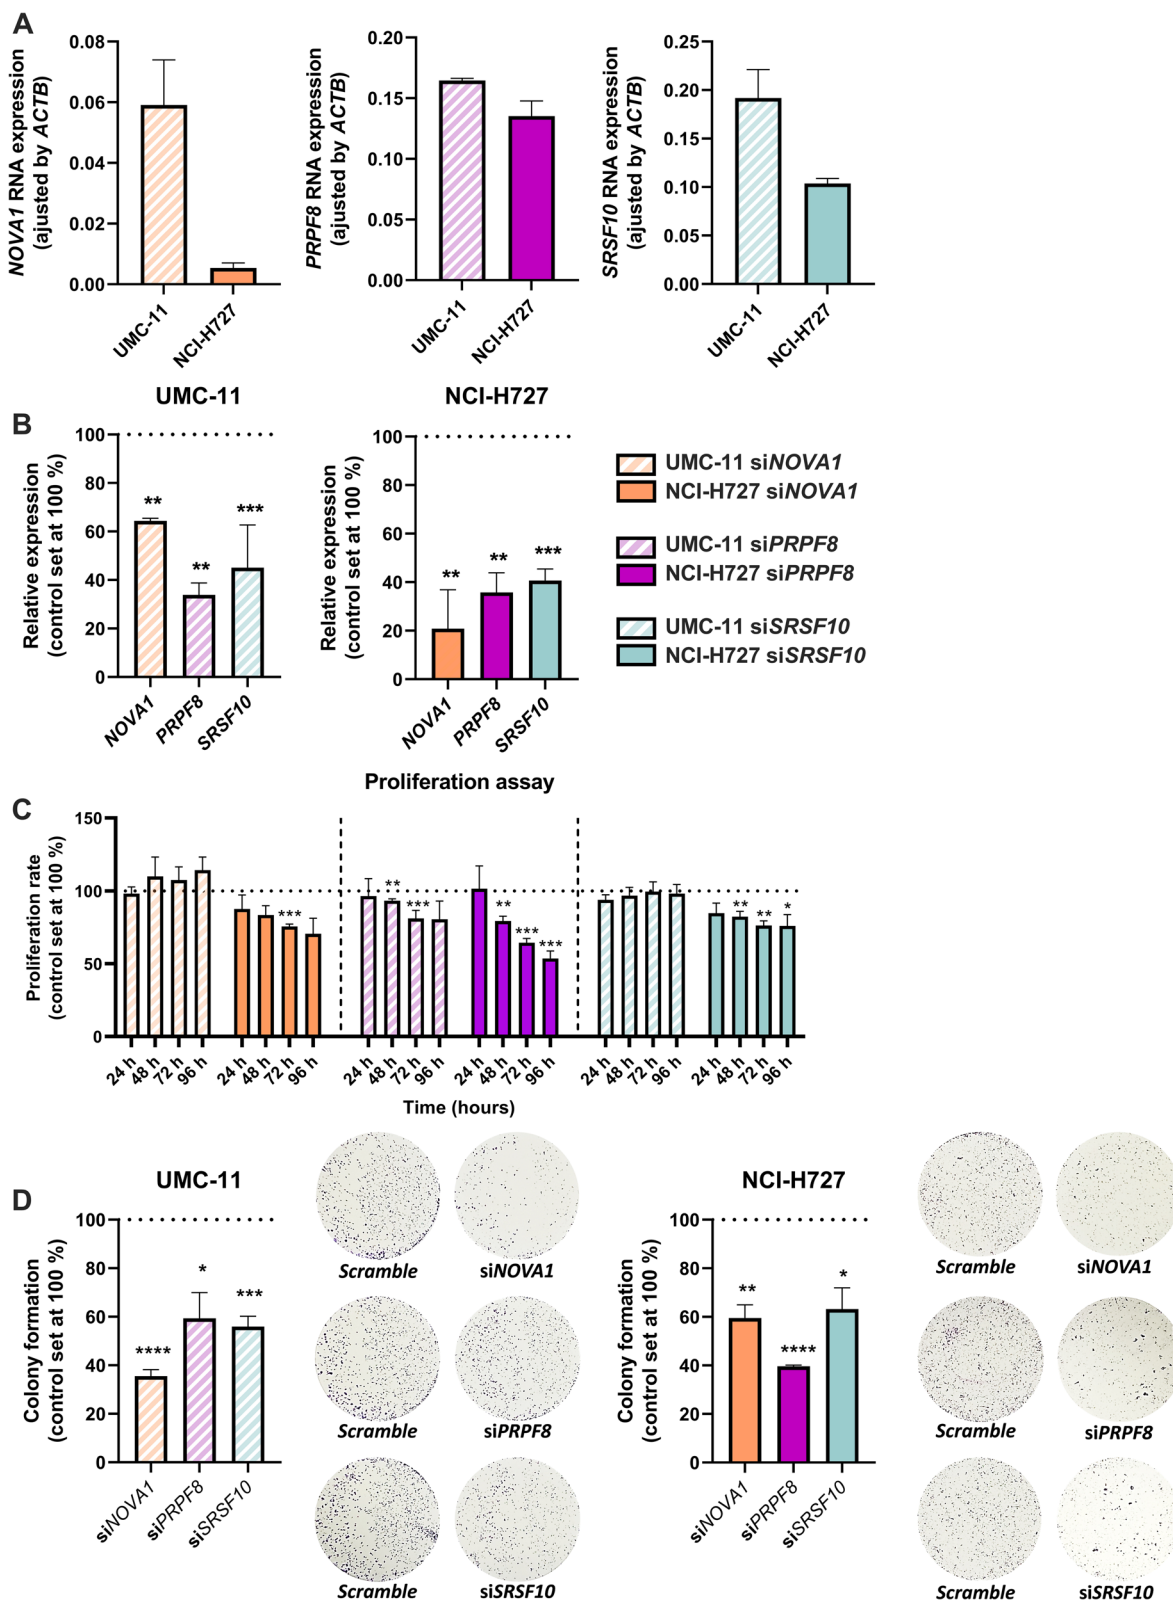 A
NOVA1 RNA expression
(ajusted by ACTB)
0.08
0.06
0.04
0.02
0.00
UMC-11
NCI-H727
PRPF8 RNA expression
(ajusted by ACTB)
0.20
0.15
0.10
0.05
0.00
UMC-11
NCI-H727
SRSF10 RNA expression
(ajusted by ACTB)
0.25
0.20
0.15
0.10
0.05
0.00
UMC-11
NCI-H727
B
UMC-11
Relative expression
(control set at 100 %)
100
80
60
40
20
0
**
**
***
NOVA1
PRPF8
SRSF10
NCI-H727
Relative expression
(control set at 100 %)
100
80
60
40
20
0
**
**
***
NOVA1
PRPF8
SRSF10
UMC-11 siNOVA1
NCI-H727 siNOVA1
UMC-11 siPRPF8
NCI-H727 siPRPF8
UMC-11 siSRSF10
NCI-H727 siSRSF10
C
Proliferation assay
Proliferation rate
(control set at 100 %)
150
100
50
0
***
**
***
**
***
***
**
**
*
24 h 48 h 72 h 96 h 24 h 48 h 72 h 96 h 24 h 48 h 72 h 96 h 24 h 48 h 72 h 96 h 24 h 48 h 72 h 96 h 24 h 48 h 72 h 96 h
Time (hours)
D
UMC-11
Colony formation
(control set at 100 %)
100
80
60
40
20
0
****
*
***
siNOVA1
siPRPF8
siSRSF10
Scramble siNOVA1
Scramble siPRPF8
Scramble siSRSF10
NCI-H727
Colony formation
(control set at 100 %)
100
80
60
40
20
0
**
****
*
siNOVA1
siPRPF8
siSRSF10
Scramble siNOVA1
Scramble siPRPF8
Scramble siSRSF10